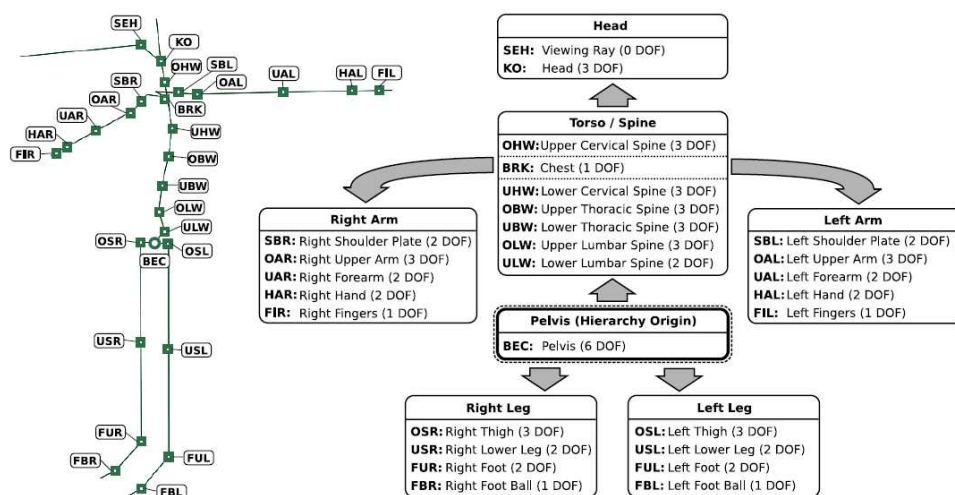 SEH
KO
OHW
SBL
OAL
UAL
HAL
FIL
SBR
OAR
UAR
HAR
FIR
BRK
UHW
OBW
UBW
OLW
ULW
OSR
BEC
OSL
USR
USL
FUR
FBR
FUL
FBL
Head
SEH: Viewing Ray (0 DOF)
KO: Head (3 DOF)
Torso / Spine
OHW: Upper Cervical Spine (3 DOF)
BRK: Chest (1 DOF)
UHW: Lower Cervical Spine (3 DOF)
OBW: Upper Thoracic Spine (3 DOF)
UBW: Lower Thoracic Spine (3 DOF)
OLW: Upper Lumbar Spine (3 DOF)
ULW: Lower Lumbar Spine (2 DOF)
Right Arm
SBR: Right Shoulder Plate (2 DOF)
OAR: Right Upper Arm (3 DOF)
UAR: Right Forearm (2 DOF)
HAR: Right Hand (2 DOF)
FIR: Right Fingers (1 DOF)
Left Arm
SBL: Left Shoulder Plate (2 DOF)
OAL: Left Upper Arm (3 DOF)
UAL: Left Forearm (2 DOF)
HAL: Left Hand (2 DOF)
FIL: Left Fingers (1 DOF)
Pelvis (Hierarchy Origin)
BEC: Pelvis (6 DOF)
Right Leg
OSR: Right Thigh (3 DOF)
USR: Right Lower Leg (2 DOF)
FUR: Right Foot (2 DOF)
FBR: Right Foot Ball (1 DOF)
Left Leg
OSL: Left Thigh (3 DOF)
USL: Left Lower Leg (2 DOF)
FUL: Left Foot (2 DOF)
FBL: Left Foot Ball (1 DOF)